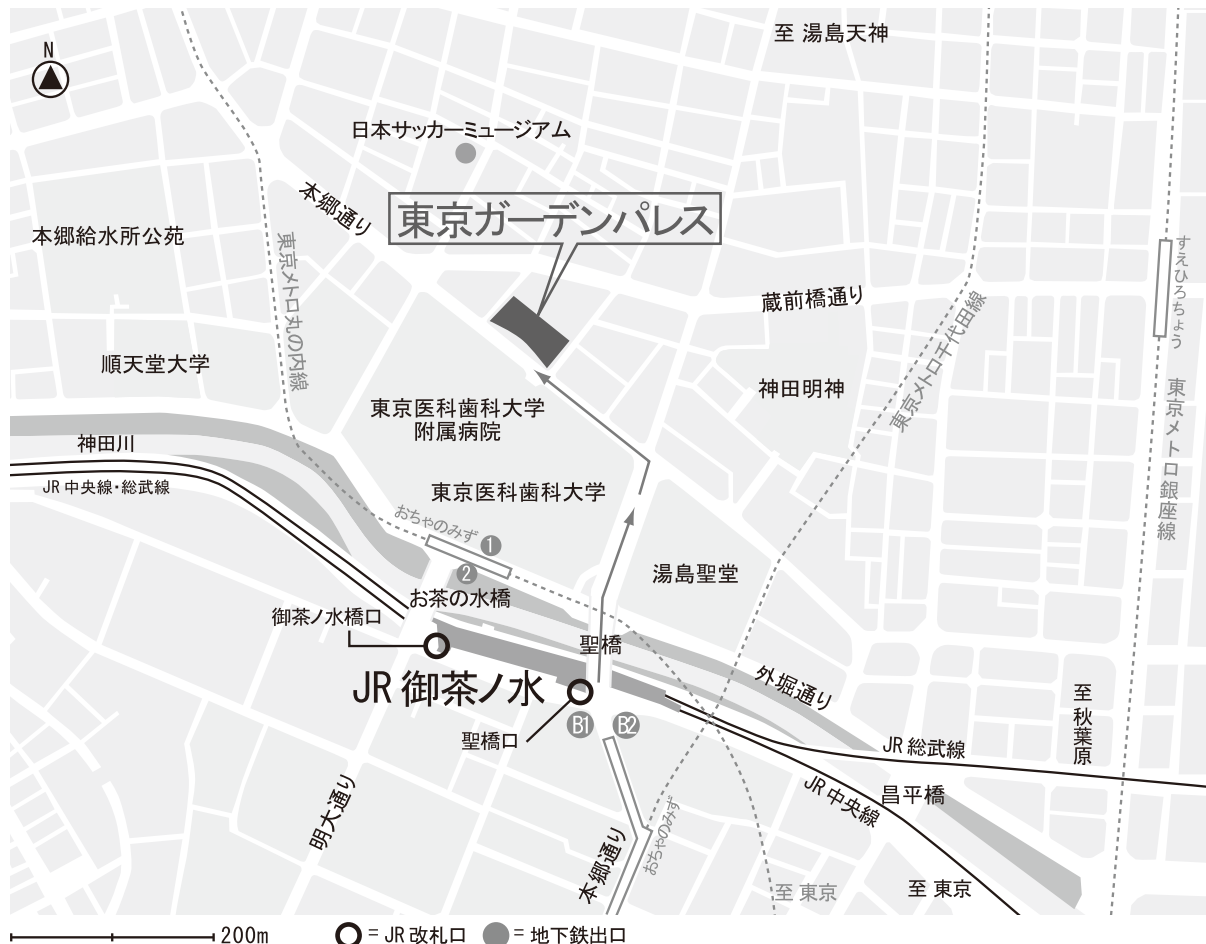 N
至 湯島天神
日本サッカーミュージアム
本郷通り
東京ガーデンパレス
本郷給水所公苑
東京メトロ丸の内線
蔵前橋通り
すえひろちょう
東京メトロ千代田線
順天堂大学
神田明神
東京メトロ銀座線
東京医科歯科大学
附属病院
神田川
JR 中央線・総武線
東京医科歯科大学
おちゃのみず
1
2
湯島聖堂
お茶の水橋
御茶ノ水橋口
聖橋
JR 御茶ノ水
外堀通り
至 秋葉原
B1
B2
聖橋口
JR 総武線
昌平橋
JR 中央線
明大通り
本郷通り
おちゃのみず
至 東京
至 東京
200m
= JR 改札口
= 地下鉄出口